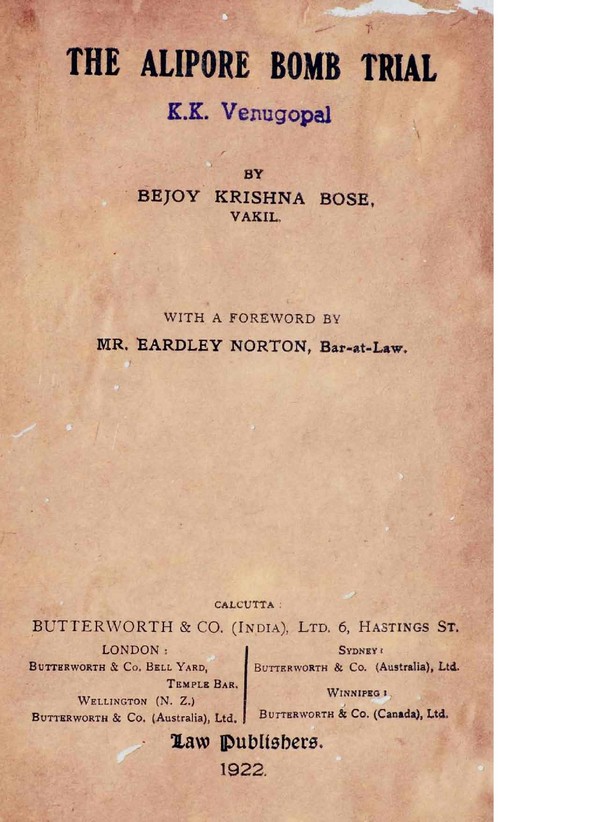 THE ALIPORE BOMB TRIAL
K.K. Venugopal
BY
BEJOY KRISHNA BOSE,
VAKIL.
WITH A FOREWORD BY
MR. EARDLEY NORTON, Bar-at-Law.
CALCUTTA :
BUTTERWORTH & CO. (INDIA), LTD. 6, HASTINGS ST.
LONDON :
BUTTERWORTH & CO. BELL YARD,
TEMPLE BAR.
WELLINGTON (N. Z.)
BUTTERWORTH & Co. (Australia), Ltd.
SYDNEY :
BUTTERWORTH & Co. (Australia), Ltd.
WINNIPEG :
BUTTERWORTH & Co. (Canada), Ltd.
Law Publishers.
1922.